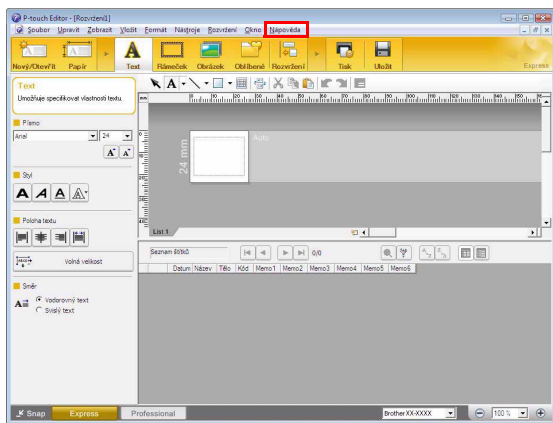 P-touch Editor - [Rozvržení1]
Soubor Upravit Zobrazit Vložit Formát Nástroje Rozvržení Okno Nápověda
Nový/Otevřít Papír Text Rámeček Obrázek Oblíbené Rozvržení Tisk Uložit Express
Text
Umožňuje specifikovat vlastnosti textu.
Písmo
Arial 24
A A
Styl
A A A A
Poloha textu
Volná velikost
Směr
Vodorovný text
Svislý text
mm
24 mm
Auto
List 1
Seznam štítků 0/0
Datum Název Tělo Kód Memo1 Memo2 Memo3 Memo4 Memo5 Memo6
Snap Express Professional Brother XX-XXXX 100 %